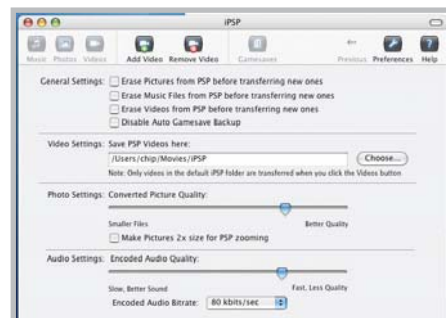 iPSP
Music Photos Videos Add Video Remove Video Gamesaves Previous Preferences Help
General Settings: Erase Pictures from PSP before transferring new ones
Erase Music Files from PSP before transferring new ones
Erase Videos from PSP before transferring new ones
Disable Auto Gamesave Backup
Video Settings: Save PSP Videos here:
/Users/chip/Movies/iPSP Choose...
Note: Only videos in the default iPSP folder are transferred when you click the Videos button
Photo Settings: Converted Picture Quality:
Smaller Files Better Quality
Make Pictures 2x size for PSP zooming
Audio Settings: Encoded Audio Quality:
Slow, Better Sound Fast, Less Quality
Encoded Audio Bitrate: 80 kbits/sec